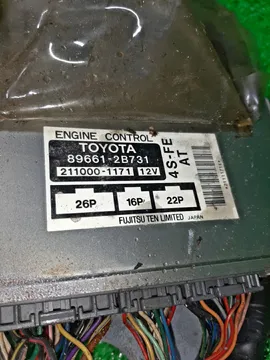 ENGINE CONTROL
TOYOTA
89661-2B731
211000-1171 12V
4S-FE
AT
26P 16P 22P
FUJITSU TEN LIMITED JAPAN